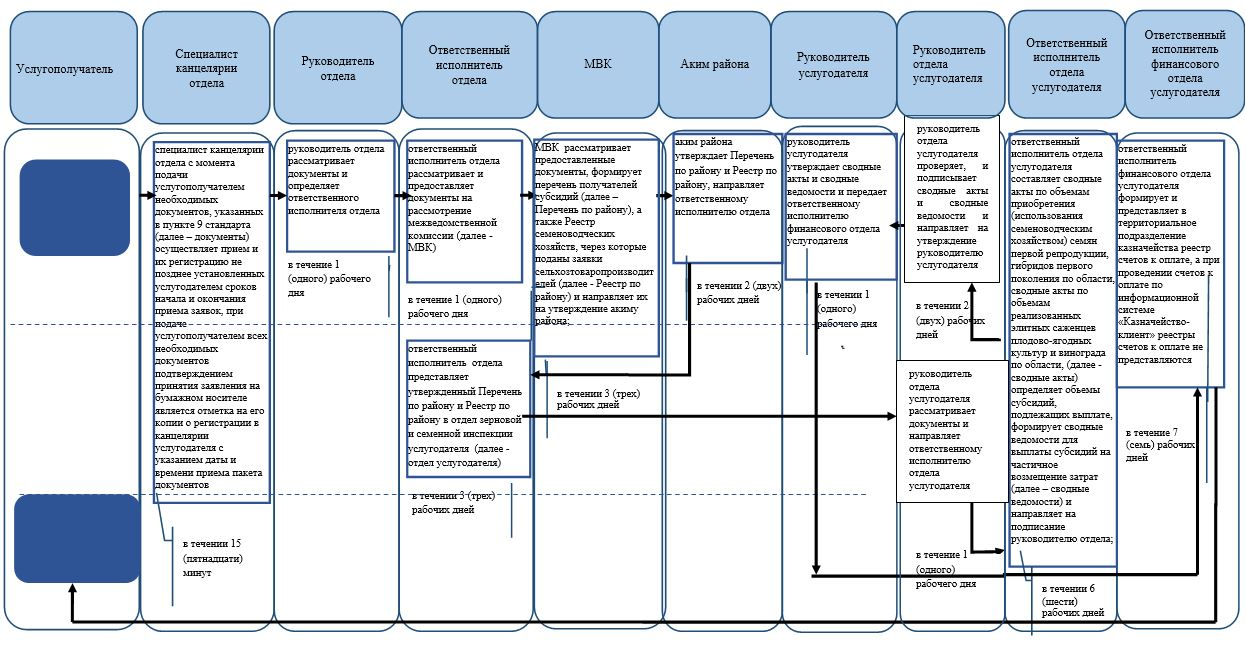 Услугополучатель
Специалист
канцелярии
отдела
Руководитель
отдела
Ответственный
исполнитель
отдела
МВК
Аким района
Руководитель
услугодателя
Руководитель
отдела
услугодателя
Ответственный
исполнитель
отдела
услугодателя
Ответственный
исполнитель
финансового
отдела
услугодателя
специалист канцелярии
отдела с момента
подачи
услугополучателем
необходимых
документов, указанных
в пункте 9 стандарта
(далее – документы)
осуществляет прием и
их регистрацию не
позднее установленных
услугодателем сроков
начала и окончания
приема заявок, при
подаче
услугополучателем всех
необходимых
документов
подтверждением
принятия заявления на
бумажном носителе
является отметка на его
копии о регистрации в
канцелярии
услугодателя с
указанием даты и
времени приема пакета
документов
в течении 15
(пятнадцати)
минут
руководитель отдела
рассматривает
документы и
определяет
ответственного
исполнителя отдела
в течение 1
(одного) рабочего
дня
ответственный
исполнитель отдела
рассматривает и
предоставляет
документы на
рассмотрение
межведомственной
комиссии (далее -
МВК)
в течение 1 (одного)
рабочего дня
ответственный
исполнитель отдела
представляет
утвержденный Перечень
по району и Реестр по
району в отдел зерновой
и семенной инспекции
услугодателя (далее -
отдел услугодателя)
в течении 3 (трех)
рабочих дней
МВК рассматривает
предоставленные
документы, формирует
перечень получателей
субсидий (далее –
Перечень по району), а
также Реестр
семеноводческих
хозяйств, через которые
поданы заявки
сельхозтоваропроизводит
елей (далее - Реестр по
району) и направляет их
на утверждение акиму
района;
в течении 3 (трех)
рабочих дней
аким района
утверждает Перечень
по району и Реестр по
району, направляет
ответственному
исполнителю отдела
в течении 2 (двух)
рабочих дней
руководитель
услугодателя
утверждает сводные
акты и сводные
ведомости и передает
ответственному
исполнителю
финансового отдела
услугодателя
в течении 1
(одного)
рабочего дня
руководитель
отдела
услугодателя
проверяет, и
подписывает
сводные акты
и сводные
ведомости и
направляет на
утверждение
руководителю
услугодателя
в течении 2
(двух) рабочих
дней
руководитель
отдела
услугодателя
рассматривает
документы и
направляет
ответственному
исполнителю
отдела
услугодателя
в течении 1
(одного)
рабочего дня
ответственный
исполнитель отдела
услугодателя
составляет сводные
акты по объемам
приобретения
(использования
семеноводческим
хозяйством) семян
первой репродукции,
гибридов первого
поколения по области,
сводные акты по
объемам
реализованных
элитных саженцев
плодово-ягодных
культур и винограда
по области, (далее -
сводные акты)
определяет объемы
субсидий,
подлежащих выплате,
формирует сводные
ведомости для
выплаты субсидий на
частичное
возмещение затрат
(далее – сводные
ведомости) и
направляет на
подписание
руководителю отдела;
в течении 6
(шести)
рабочих дней
ответственный
исполнитель
финансового отдела
услугодателя
формирует и
представляет в
территориальное
подразделение
казначейства реестр
счетов к оплате, а при
проведении счетов к
оплате по
информационной
системе
«Казначейство-
клиент» реестры
счетов к оплате не
представляются
в течении 7
(семь) рабочих
дней